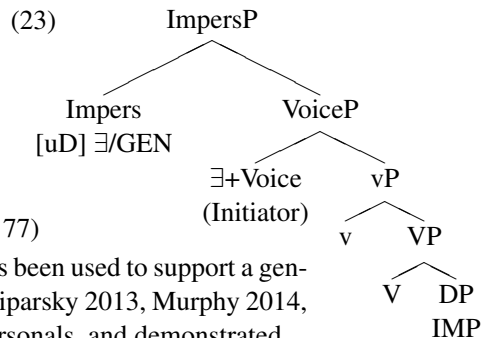 (23) ImpersP
Impers VoiceP
[uD] ∃/GEN
∃+Voice vP
(Initiator)
v VP
77)
s been used to support a gen-
V DP
iparsky 2013, Murphy 2014,
IMP
ersonals, and demonstrated